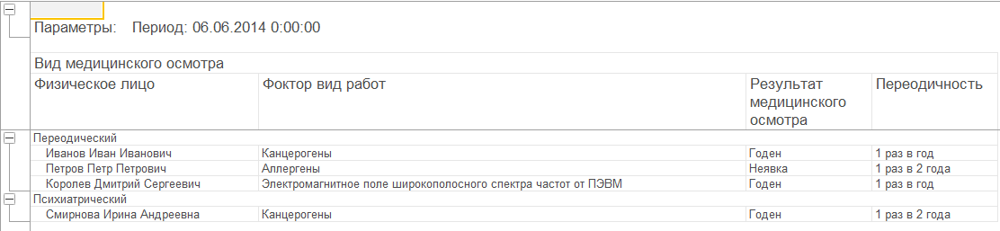 Параметры: Период: 06.06.2014 0:00:00
Вид медицинского осмотра
Физическое лицо Фоктор вид работ Результат медицинского осмотра Переодичность
Переодический
Иванов Иван Иванович Канцерогены Годен 1 раз в год
Петров Петр Петрович Аллергены Неявка 1 раз в 2 года
Королев Дмитрий Сергеевич Электромагнитное поле широкополосного спектра частот от ПЭВМ Годен 1 раз в год
Психиатрический
Смирнова Ирина Андреевна Канцерогены Годен 1 раз в 2 года